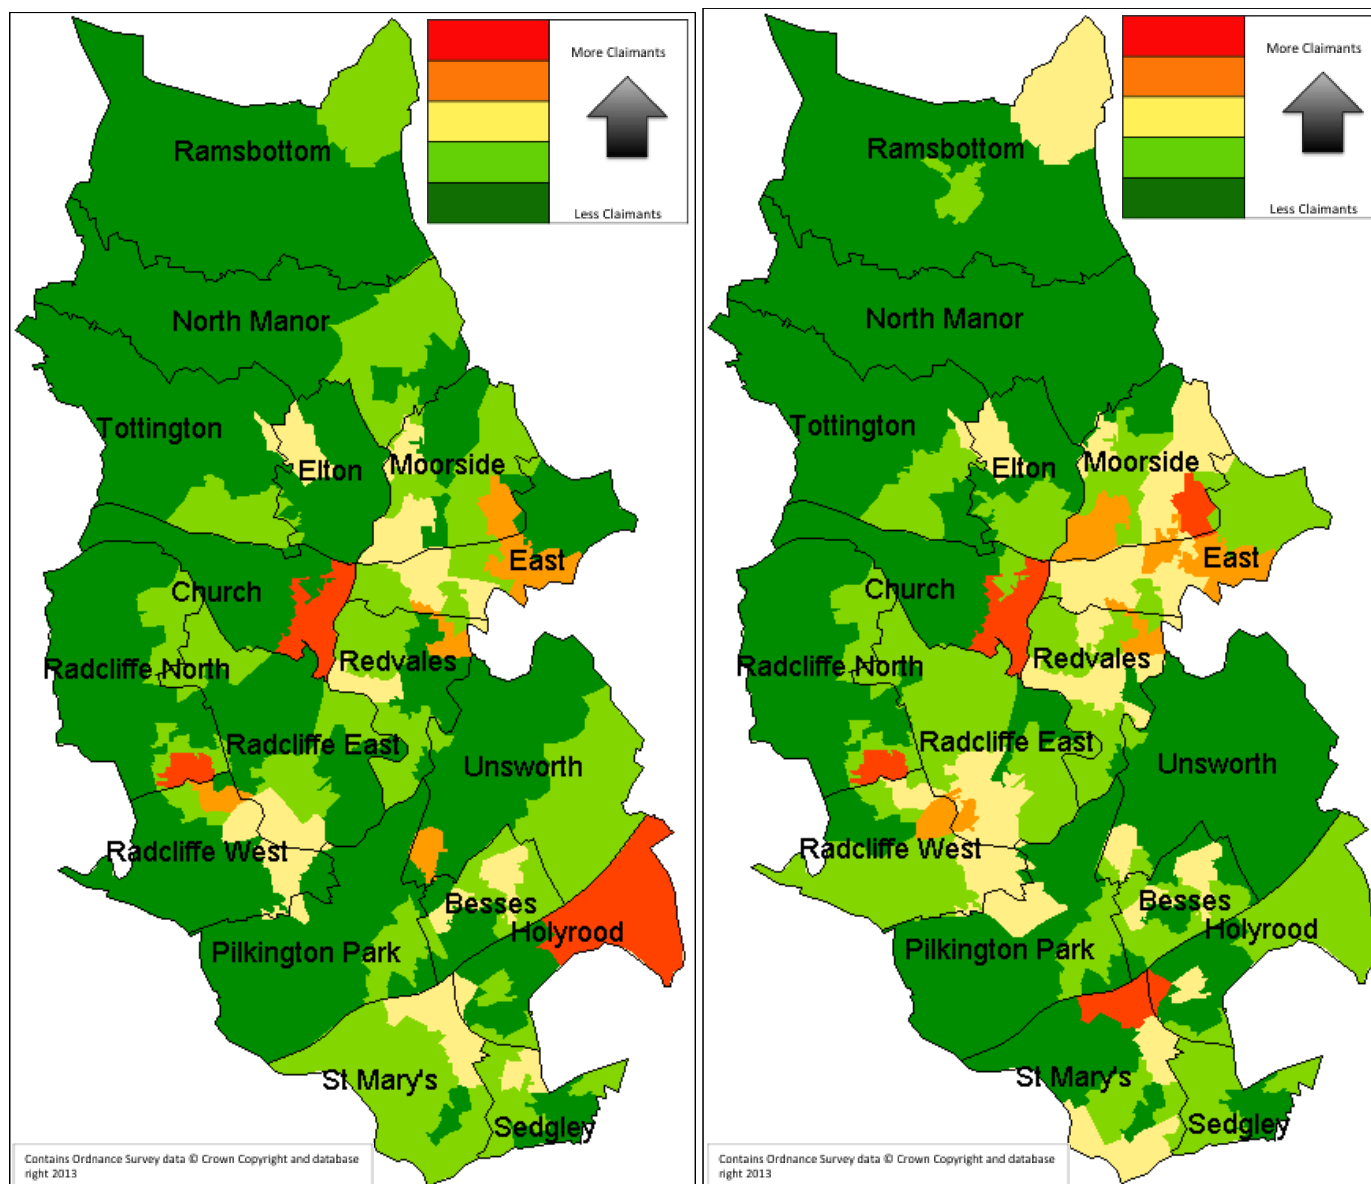 More Claimants
Less Claimants
Ramsbottom
North Manor
Tottington
Elton
Moorside
East
Church
Radcliffe North
Redvales
Radcliffe East
Unsworth
Radcliffe West
Besses
Holyrood
Pilkington Park
St Mary's
Sedgley
Contains Ordnance Survey data © Crown Copyright and database
right 2013
More Claimants
Less Claimants
Ramsbottom
North Manor
Tottington
Elton
Moorside
East
Church
Radcliffe North
Redvales
Radcliffe East
Unsworth
Radcliffe West
Besses
Holyrood
Pilkington Park
St Mary's
Sedgley
Contains Ordnance Survey data © Crown Copyright and database
right 2013